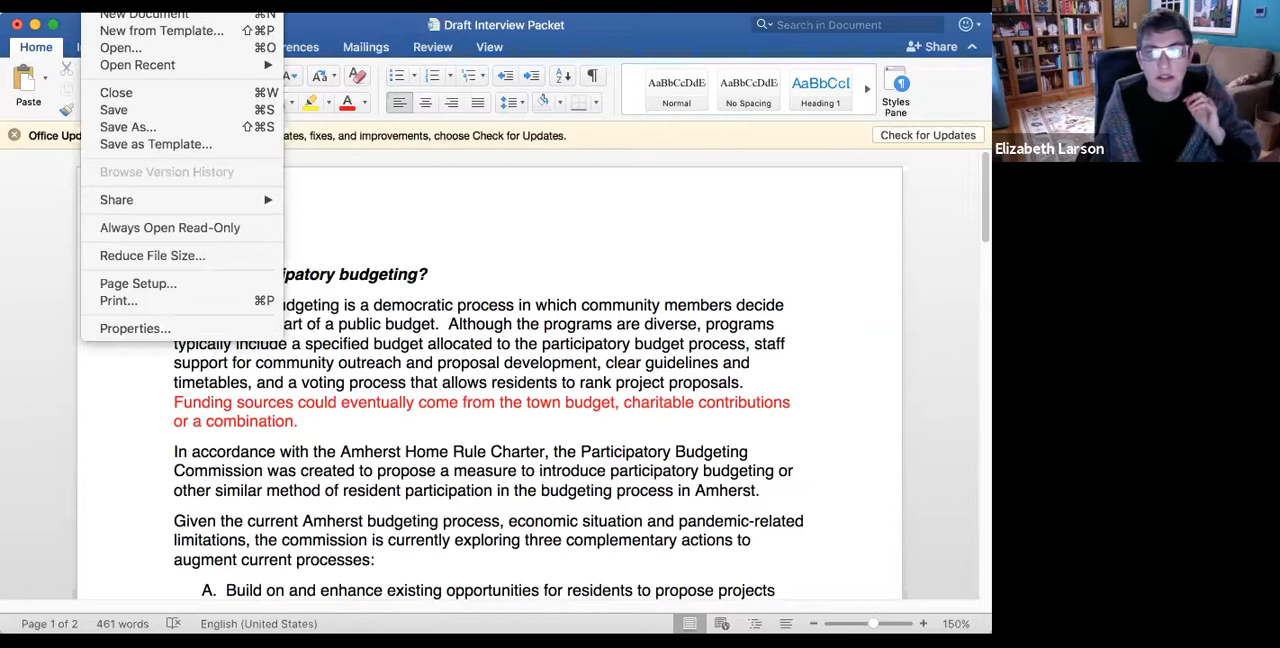 New Document ⌘N
New from Template... ⇧⌘P
Open... ⌘O
Open Recent
Close ⌘W
Save ⌘S
Save As... ⇧⌘S
Save as Template...
Browse Version History
Share
Always Open Read-Only
Reduce File Size...
Page Setup...
Print... ⌘P
Properties...
Draft Interview Packet
Search in Document
Home
Mailings
Review
View
Share
Paste
AaBbCcDdE
Normal
AaBbCcDdE
No Spacing
AaBbCcI
Heading 1
Styles
Pane
Office
, fixes, and improvements, choose Check for Updates.
Check for Updates
budgeting?
is a democratic process in which community members decide
art of a public budget. Although the programs are diverse, programs
typically include a specified budget allocated to the participatory budget process, staff
support for community outreach and proposal development, clear guidelines and
timetables, and a voting process that allows residents to rank project proposals.
Funding sources could eventually come from the town budget, charitable contributions
or a combination.
In accordance with the Amherst Home Rule Charter, the Participatory Budgeting
Commission was created to propose a measure to introduce participatory budgeting or
other similar method of resident participation in the budgeting process in Amherst.
Given the current Amherst budgeting process, economic situation and pandemic-related
limitations, the commission is currently exploring three complementary actions to
augment current processes:
A. Build on and enhance existing opportunities for residents to propose projects
Page 1 of 2
461 words
English (United States)
150%
Elizabeth Larson